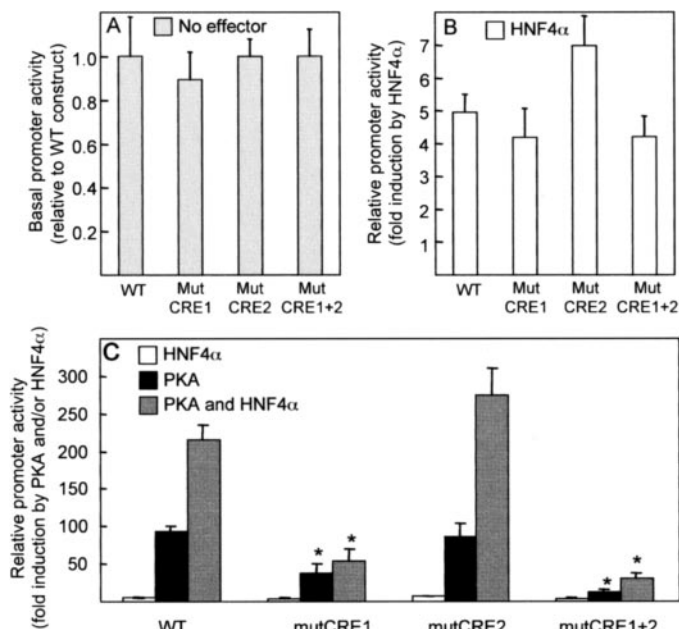 A
No effector
Basal promoter activity
(relative to WT construct)
1.0
0.8
0.6
0.4
0.2
WT
Mut
CRE1
Mut
CRE2
Mut
CRE1+2
B
HNF4α
Relative promoter activity
(fold induction by HNF4α)
7
6
5
4
3
2
1
WT
Mut
CRE1
Mut
CRE2
Mut
CRE1+2
C
HNF4α
PKA
PKA and HNF4α
Relative promoter activity
(fold induction by PKA and/or HNF4α)
300
250
200
150
100
50
* *
* *
WT
mutCRE1
mutCRE2
mutCRE1+2